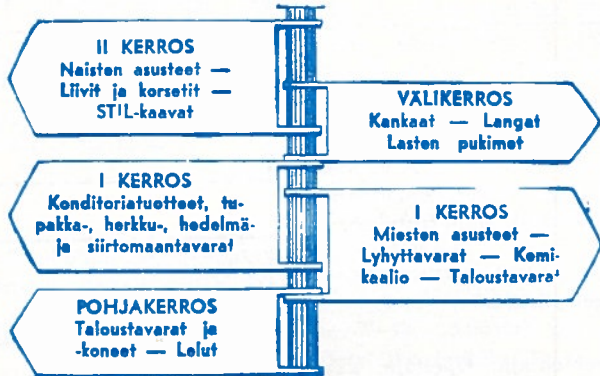 II KERROS
Naisten asusteet —
Liivit ja korsetit —
STIL-kaavat
VÄLIKERROS
Kankaat — Langat
Lasten pukimet
I KERROS
Konditoriatuotteet, tu-
pakka-, herkku-, hedelmä-
ja siirtomaantavarat
I KERROS
Miesten asusteet —
Lyhyttavarat — Kemi-
kaalio — Taloustavarat
POHJAKERROS
Taloustavarat ja
-koneet — Lelut